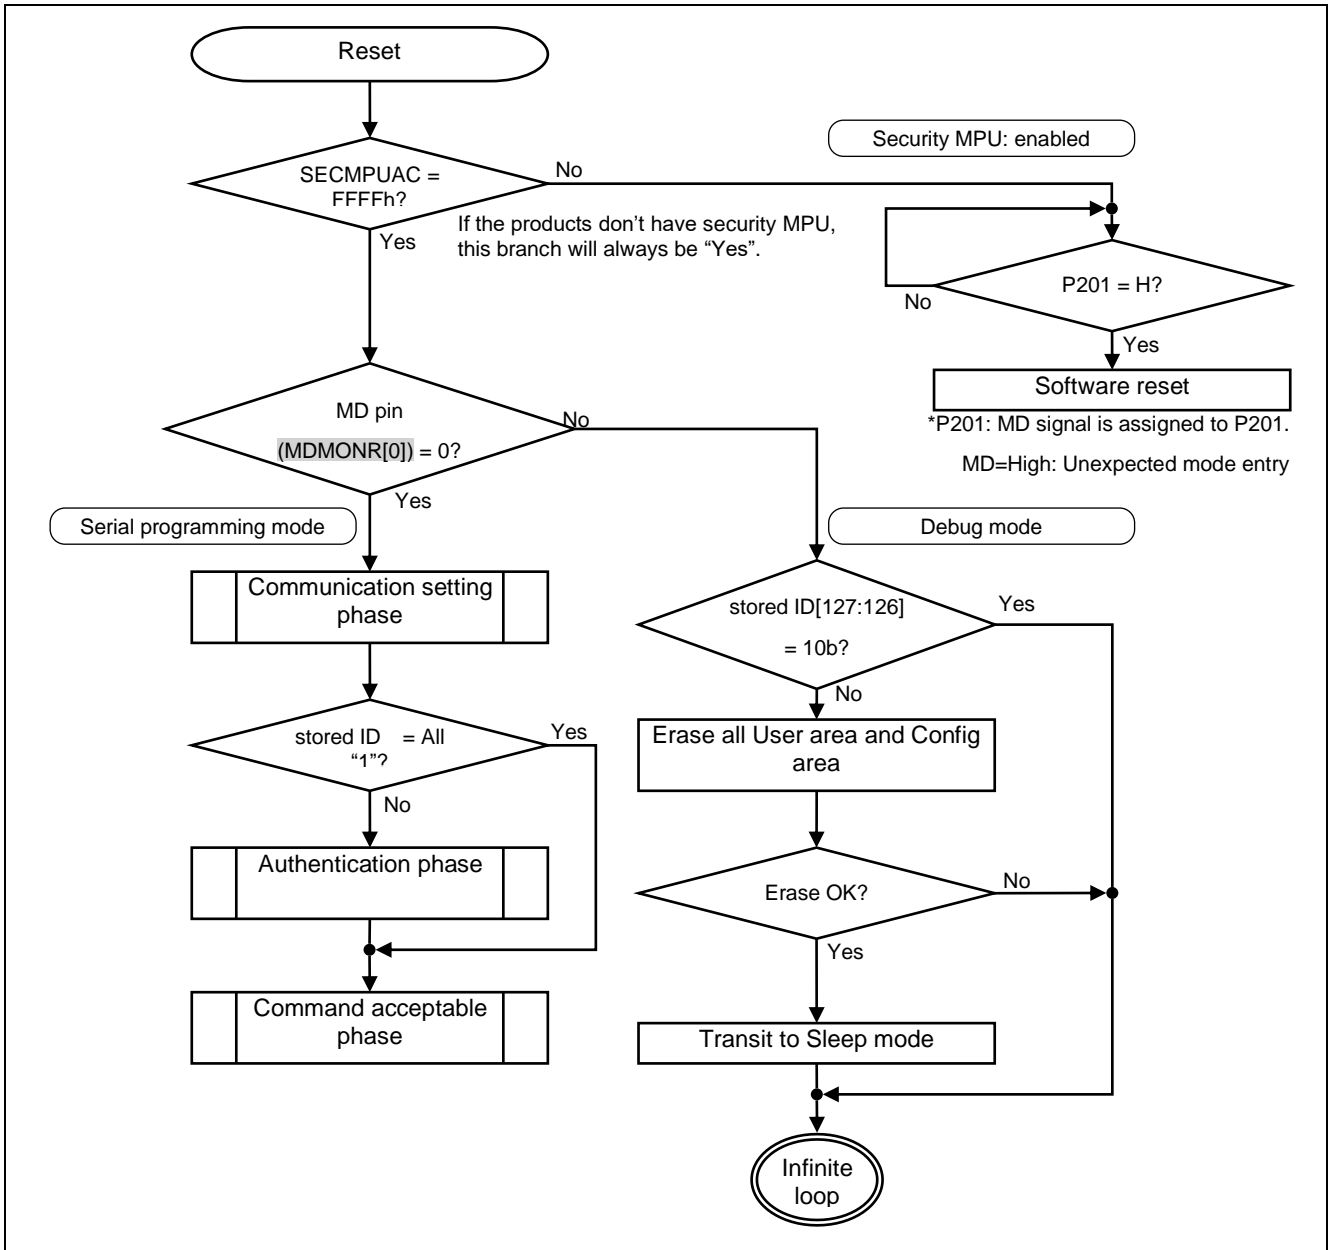 Reset
SECMPUAC =
FFFFh?
No
Yes
If the products don’t have security MPU,
this branch will always be “Yes”.
Security MPU: enabled
P201 = H?
No
Yes
Software reset
*P201: MD signal is assigned to P201.
MD=High: Unexpected mode entry
MD pin
(MDMONR[0]) = 0?
No
Yes
Serial programming mode
Communication setting
phase
stored ID = All
“1”?
Yes
No
Authentication phase
Command acceptable
phase
Debug mode
stored ID[127:126]
= 10b?
Yes
No
Erase all User area and Config
area
Erase OK?
No
Yes
Transit to Sleep mode
Infinite
loop